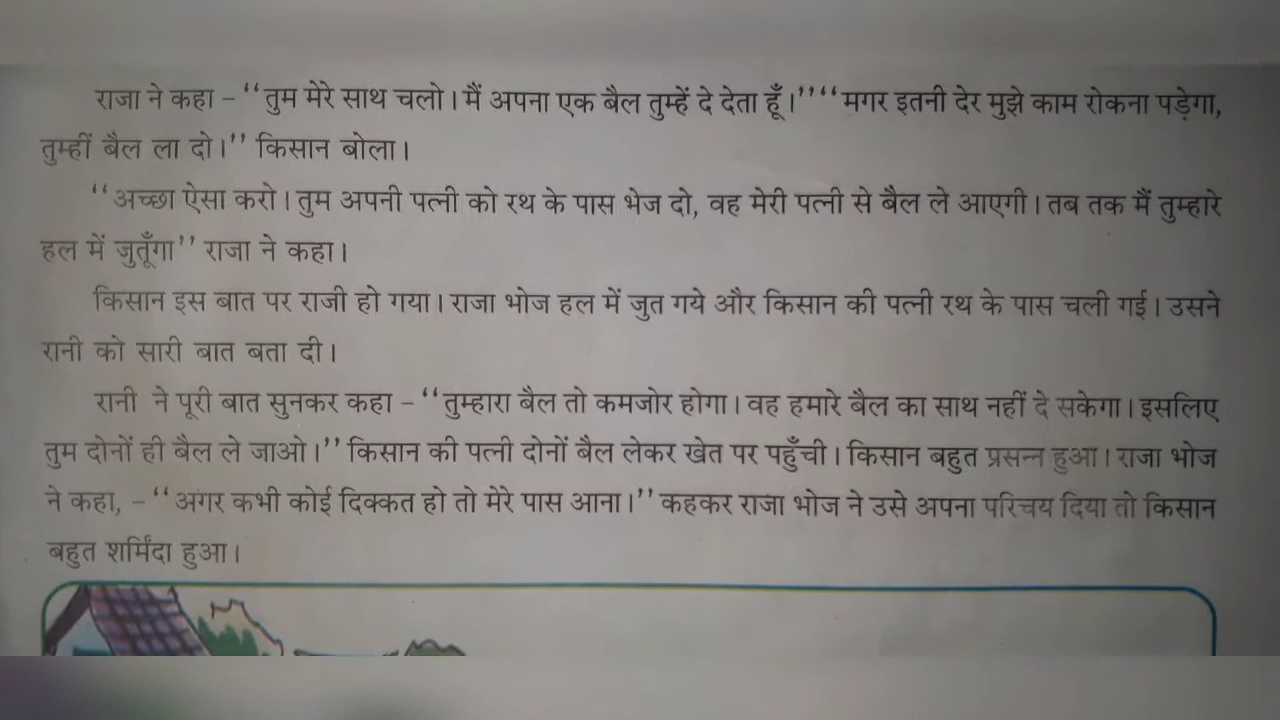 राजा ने कहा – “तुम मेरे साथ चलो। मैं अपना एक बैल तुम्हें दे देता हूँ।” “मगर इतनी देर मुझे काम रोकना पड़ेगा,
तुम्हीं बैल ला दो।” किसान बोला।
“अच्छा ऐसा करो। तुम अपनी पत्नी को रथ के पास भेज दो, वह मेरी पत्नी से बैल ले आएगी। तब तक मैं तुम्हारे
हल में जुतूँगा” राजा ने कहा।
किसान इस बात पर राजी हो गया। राजा भोज हल में जुत गये और किसान की पत्नी रथ के पास चली गई। उसने
रानी को सारी बात बता दी।
रानी ने पूरी बात सुनकर कहा – “तुम्हारा बैल तो कमजोर होगा। वह हमारे बैल का साथ नहीं दे सकेगा। इसलिए
तुम दोनों ही बैल ले जाओ।” किसान की पत्नी दोनों बैल लेकर खेत पर पहुँची। किसान बहुत प्रसन्न हुआ। राजा भोज
ने कहा, – “अगर कभी कोई दिक्कत हो तो मेरे पास आना।” कहकर राजा भोज ने उसे अपना परिचय दिया तो किसान
बहुत शर्मिंदा हुआ।